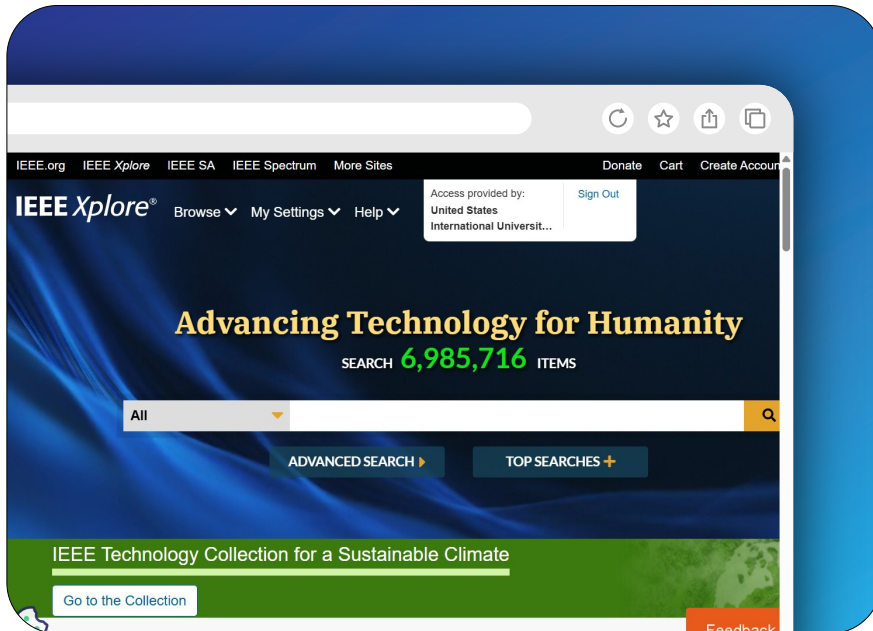 IEEE.org IEEE Xplore IEEE SA IEEE Spectrum More Sites Donate Cart Create Accoun
IEEE Xplore® Browse My Settings Help
Access provided by: Sign Out
United States
International Universit...
Advancing Technology for Humanity
SEARCH 6,985,716 ITEMS
All
ADVANCED SEARCH TOP SEARCHES
IEEE Technology Collection for a Sustainable Climate
Go to the Collection
Feedback